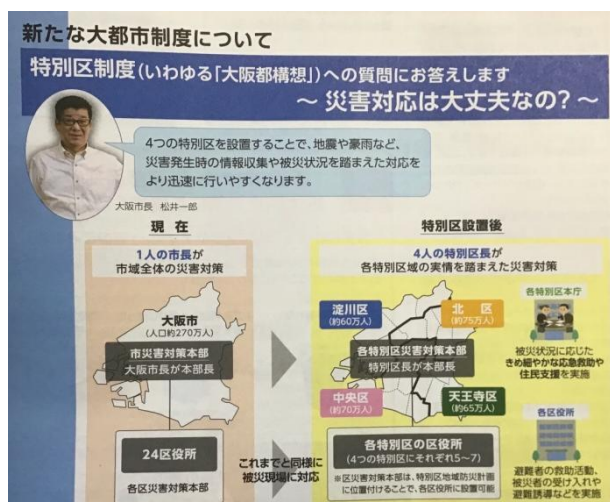 新たな大都市制度について
特別区制度(いわゆる「大阪都構想」)への質問にお答えします
～ 災害対応は大丈夫なの？～
4つの特別区を設置することで、地震や豪雨など、
災害発生時の情報収集や被災状況を踏まえた対応を
より迅速に行いやすくなります。
大阪市長 松井一郎
現 在
1人の市長が
市域全体の災害対策
大阪市
(人口約270万人)
市災害対策本部
大阪市長が本部長
24区役所
各区災害対策本部
これまでと同様に
被災現場に対応
特別区設置後
4人の特別区長が
各特別区域の実情を踏まえた災害対策
淀川区
(約60万人)
北 区
(約75万人)
各特別区災害対策本部
特別区長が本部長
中央区
(約70万人)
天王寺区
(約65万人)
各特別区の区役所
(4つの特別区にそれぞれ5～7)
※区災害対策本部は、特別区地域防災計画
に位置付けることで、各区役所に設置可能
各特別区本庁
被災状況に応じた
きめ細やかな応急救助や
住民支援を実施
各区役所
避難者の救助活動、
被災者の受け入れや
避難誘導などを実施